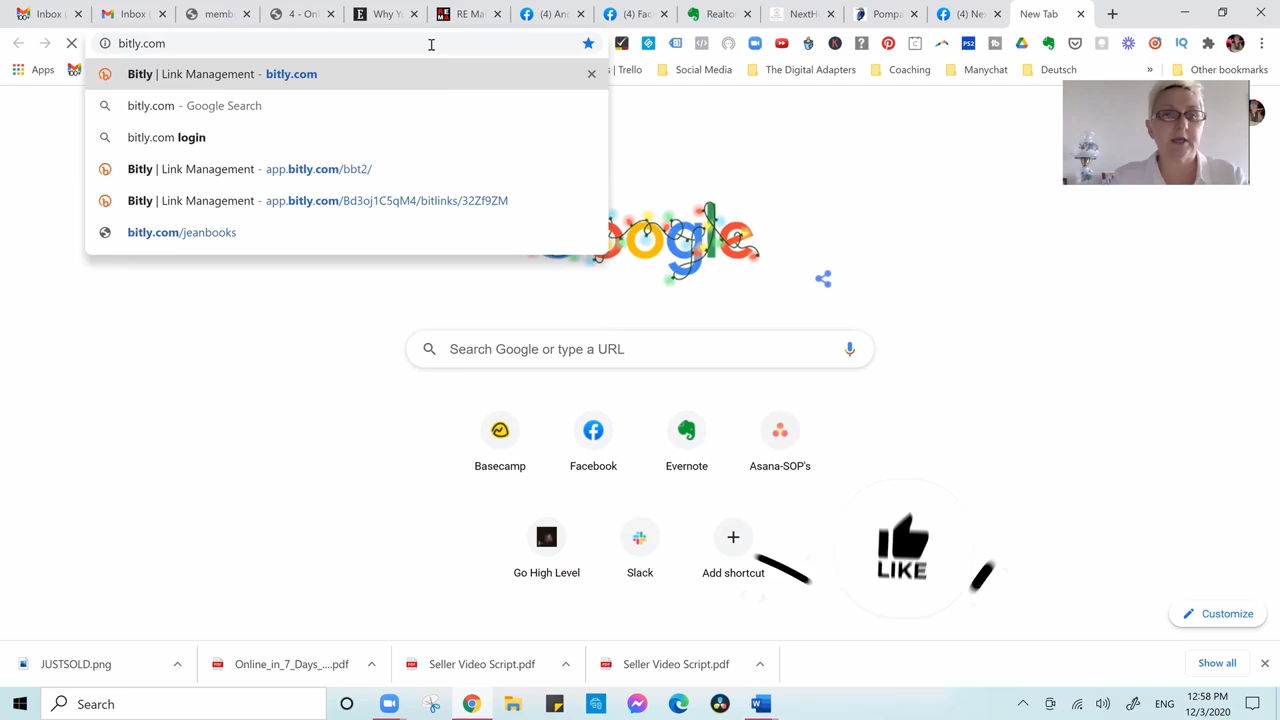 Inbox
Inbox
memb
4 - Onl
Why Y
RE Ma
(4) Anr
(4) Fac
Realtor
NextH
Pompa
(4) Nex
New Tab
bitly.com
Apps
Trello
Social Media
The Digital Adapters
Coaching
Manychat
Deutsch
»
Other bookmarks
Bitly | Link Management - bitly.com
bitly.com - Google Search
bitly.com login
Bitly | Link Management - app.bitly.com/bbt2/
Bitly | Link Management - app.bitly.com/Bd3oj1C5qM4/bitlinks/32Zf9ZM
bitly.com/jeanbooks
ogle
Search Google or type a URL
Basecamp
Facebook
Evernote
Asana-SOP's
Go High Level
Slack
Add shortcut
LIKE
Customize
JUSTSOLD.png
Online_in_7_Days_....pdf
Seller Video Script.pdf
Seller Video Script.pdf
Show all
Search
ENG
12:58 PM
12/3/2020